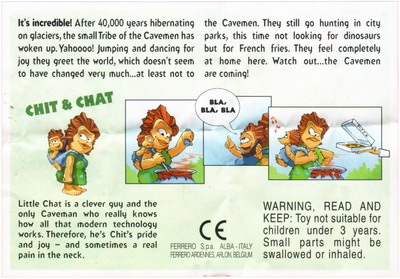 It's incredible! After 40,000 years hibernating
on glaciers, the small Tribe of the Cavemen has
woken up. Yahoooo! Jumping and dancing for
joy they greet the world, which doesn't seem
to have changed very much...at least not to
the Cavemen. They still go hunting in city
parks, this time not looking for dinosaurs
but for French fries. They feel completely
at home here. Watch out...the Cavemen
are coming!
CHIT & CHAT
BLA,
BLA, BLA
Little Chat is a clever guy and the
only Caveman who really knows
how all that modern technology
works. Therefore, he's Chit's pride
and joy – and sometimes a real
pain in the neck.
CE
FERRERO S.p.a. ALBA - ITALY
FERRERO ARDENNES, ARLON, BELGIUM
WARNING, READ AND
KEEP: Toy not suitable for
children under 3 years.
Small parts might be
swallowed or inhaled.